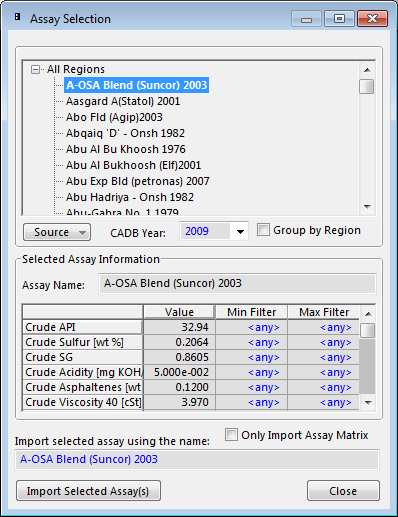 Assay Selection
All Regions
A-OSA Blend (Suncor) 2003
Aasgard A(Statol) 2001
Abo Fld (Agip)2003
Abqaiq 'D' - Onsh 1982
Abu Al Bu Khoosh 1976
Abu Al Bukhoosh (Elf)2001
Abu Exp Bld (petronas) 2007
Abu Hadriya - Onsh 1982
Abu-Gabra No. 1 1979
Source CADB Year: 2009 Group by Region
Selected Assay Information
Assay Name: A-OSA Blend (Suncor) 2003
Value Min Filter Max Filter
Crude API 32.94 <any> <any>
Crude Sulfur [wt %] 0.2064 <any> <any>
Crude SG 0.8605 <any> <any>
Crude Acidity [mg KOH/ 5.000e-002 <any> <any>
Crude Asphaltenes [wt 0.1200 <any> <any>
Crude Viscosity 40 [cSt] 3.970 <any> <any>
Import selected assay using the name: Only Import Assay Matrix
A-OSA Blend (Suncor) 2003
Import Selected Assay(s) Close